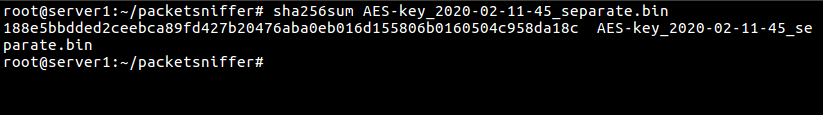 root@server1:~/packetsniffer# sha256sum AES-key_2020-02-11-45_separate.bin
188e5bbdded2ceebca89fd427b20476aba0eb016d155806b0160504c958da18c  AES-key_2020-02-11-45_se
parate.bin
root@server1:~/packetsniffer#